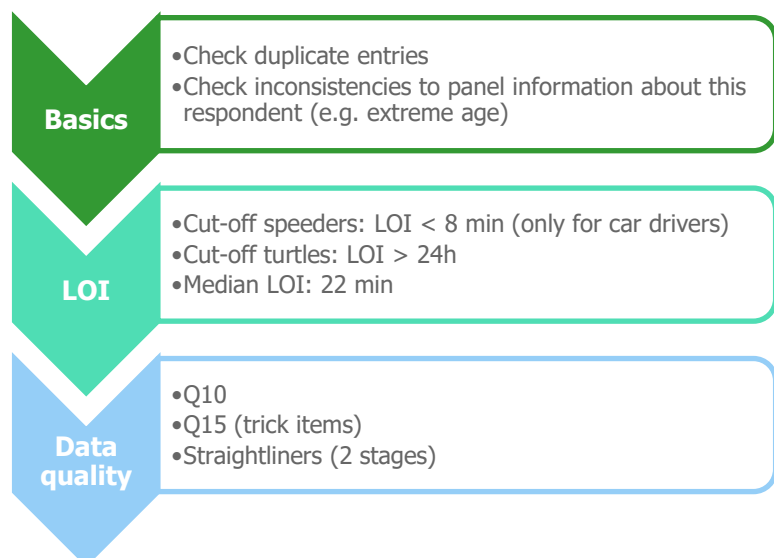 Basics
•Check duplicate entries
•Check inconsistencies to panel information about this
respondent (e.g. extreme age)
LOI
•Cut-off speeders: LOI < 8 min (only for car drivers)
•Cut-off turtles: LOI > 24h
•Median LOI: 22 min
Data
quality
•Q10
•Q15 (trick items)
•Straightliners (2 stages)